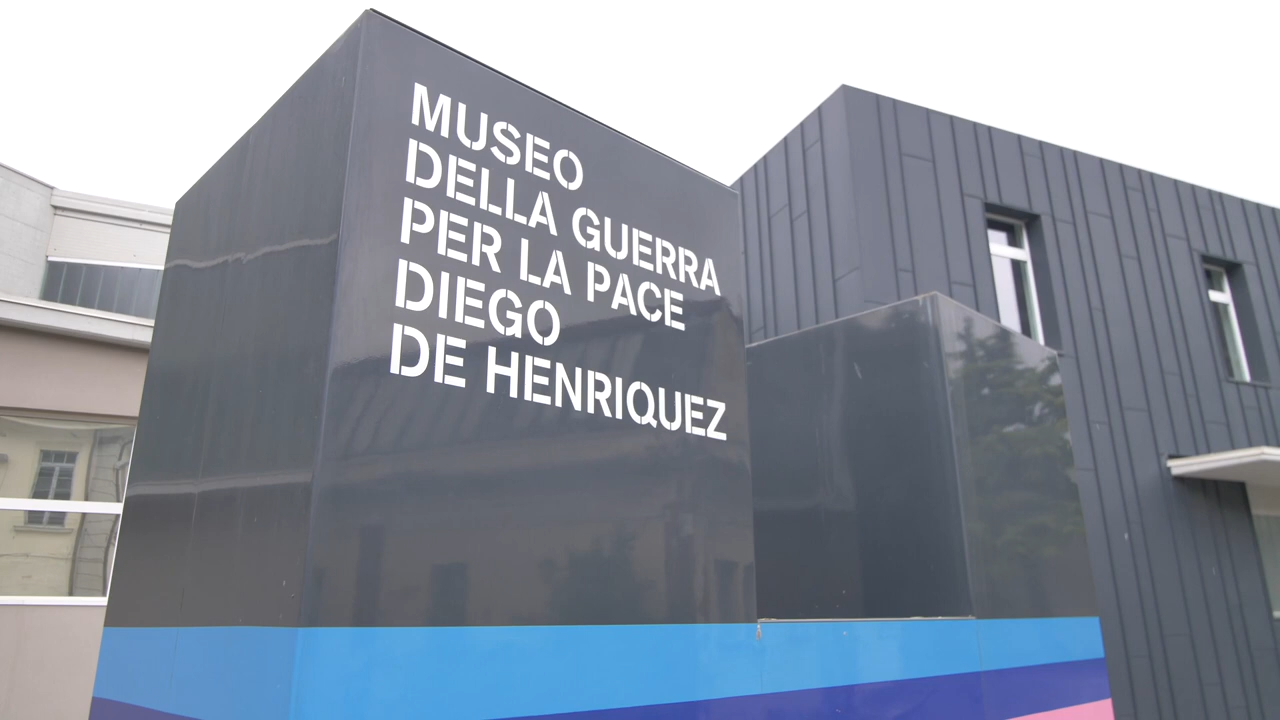 MUSEO
DELLA GUERRA
PER LA PACE
DIEGO
DE HENRIQUEZ